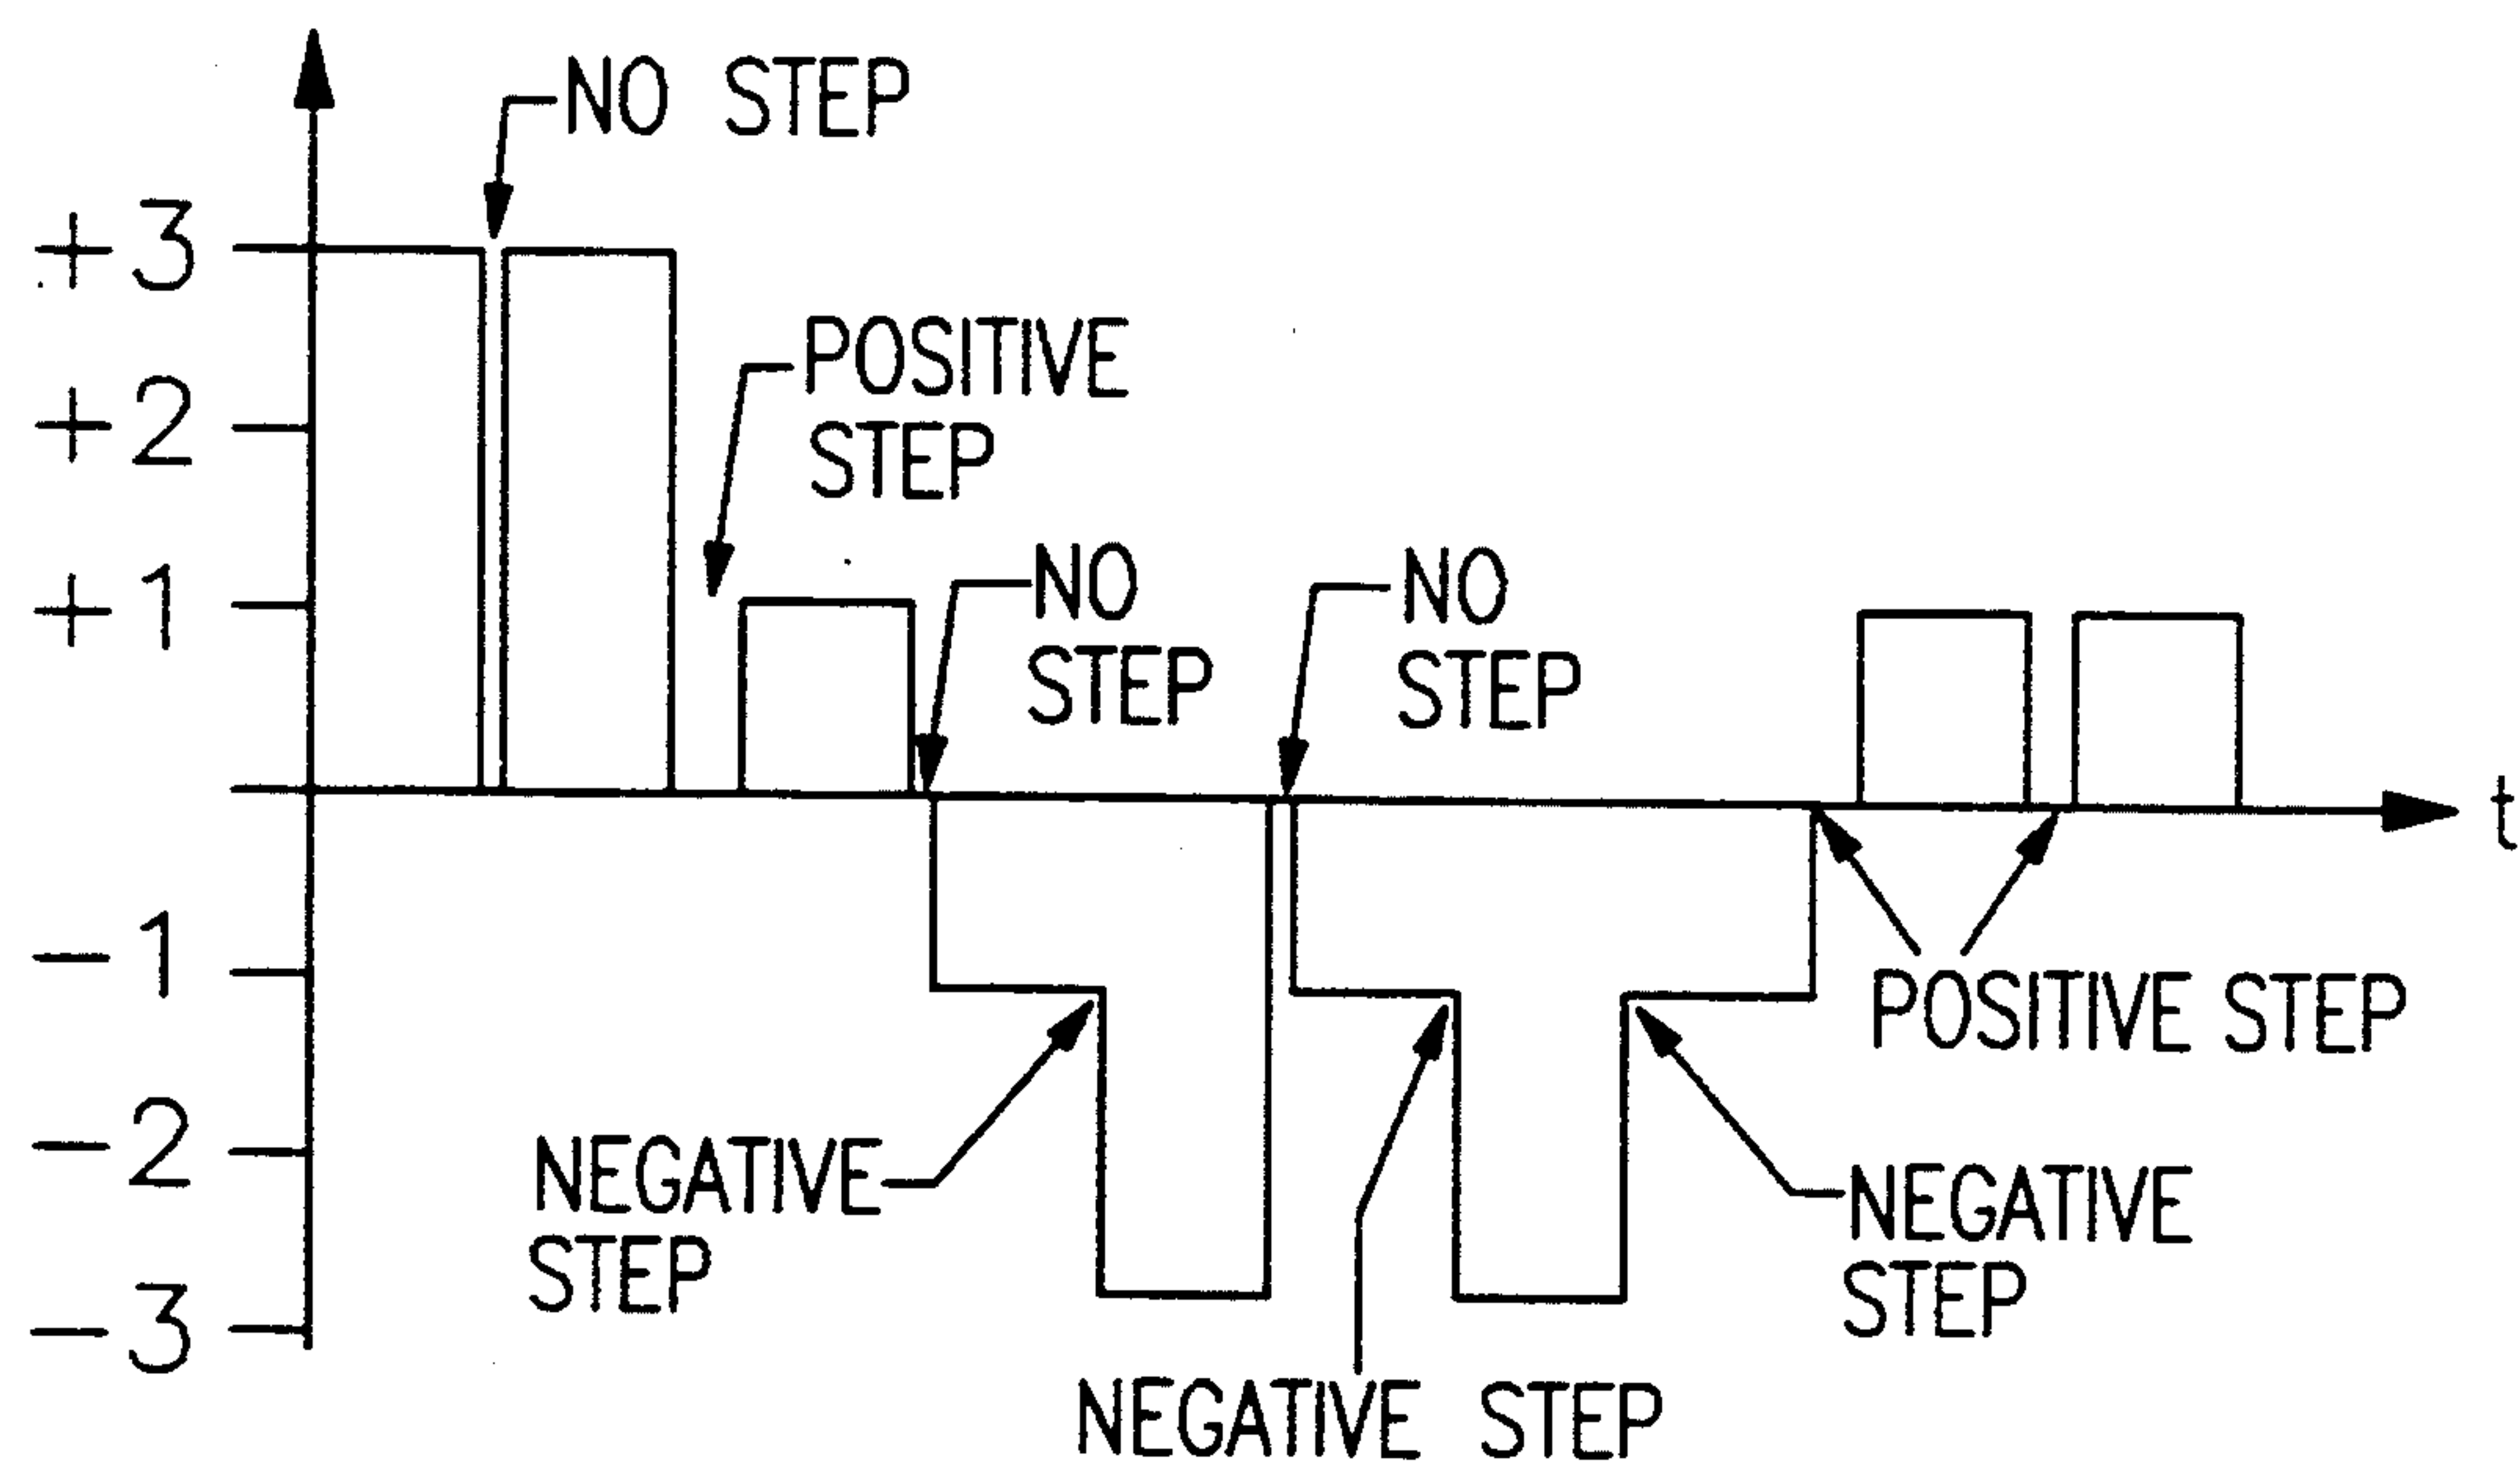 NO STEP
+3
POSITIVE
STEP
+2
NO
STEP
NO
STEP
+1
t
-1
POSITIVE STEP
-2
NEGATIVE
STEP
NEGATIVE
STEP
-3
NEGATIVE STEP